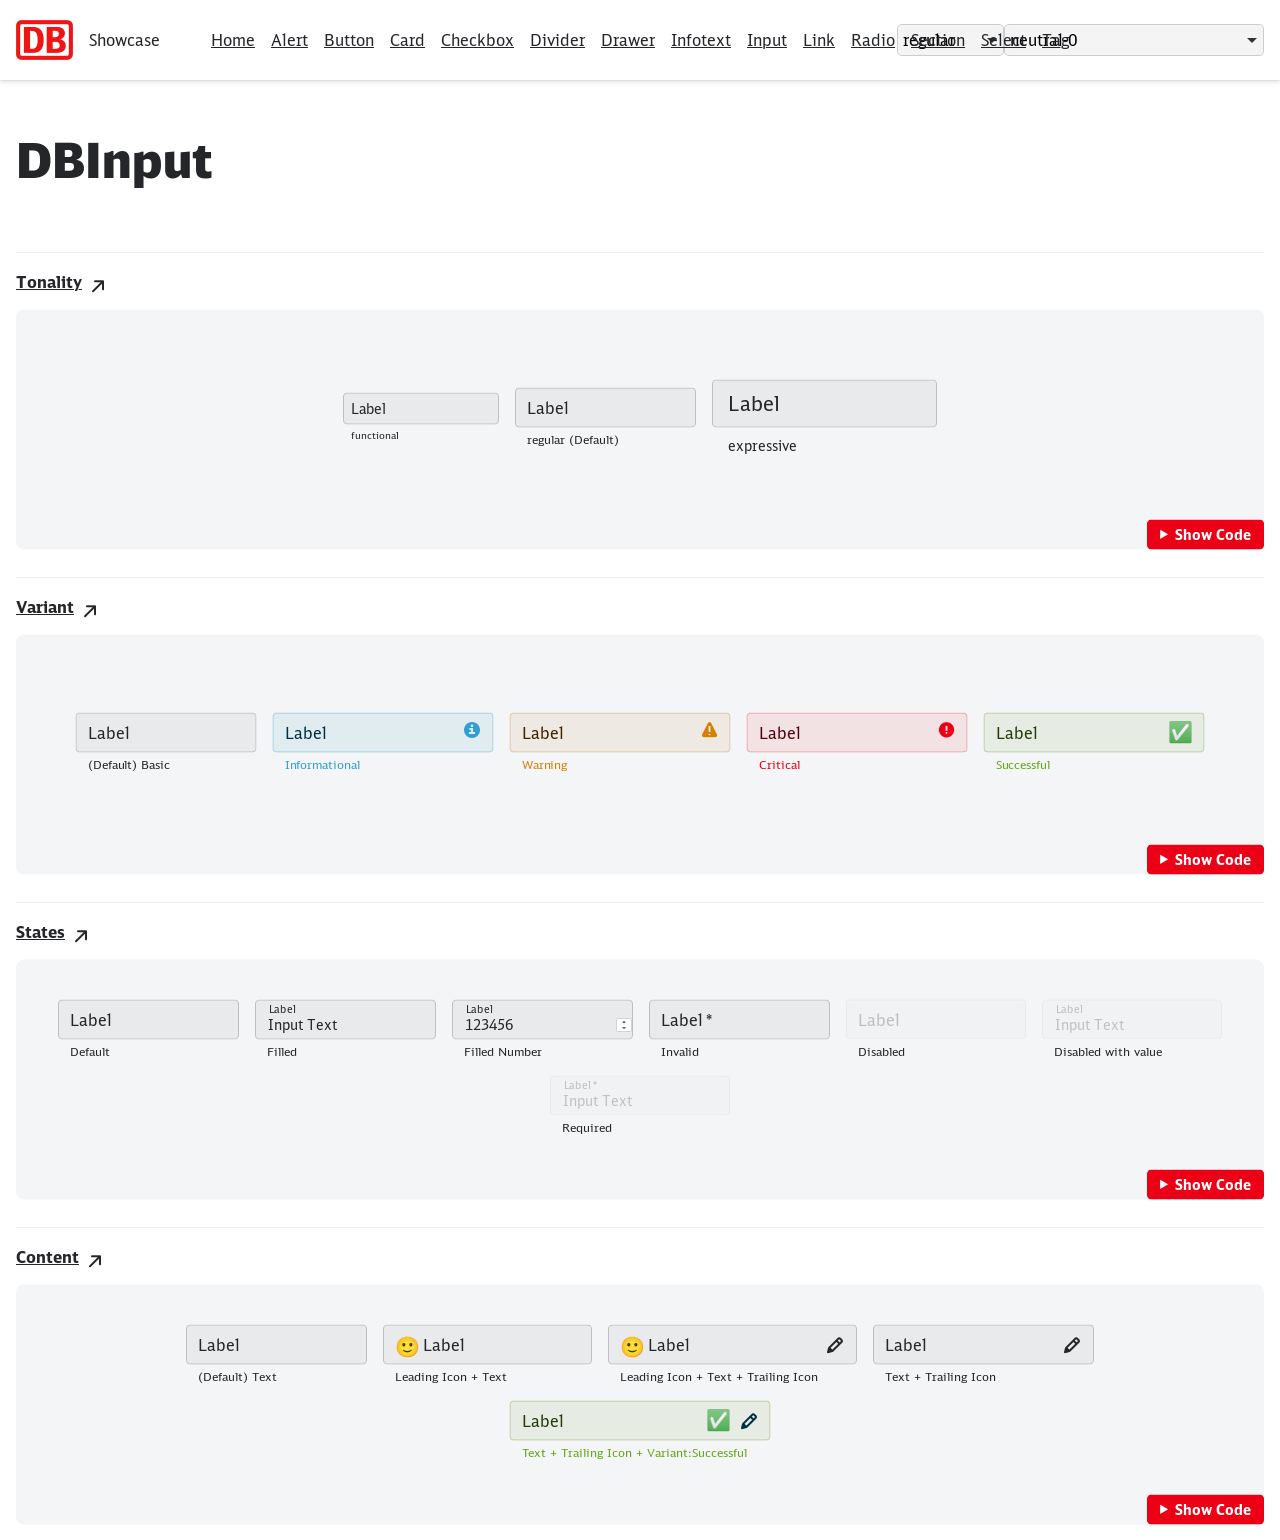 DB Showcase Home Alert Button Card Checkbox Divider Drawer Infotext Input Link Radio Section Select Tag regular neutral-0
DBInput
Tonality
Label Label Label
functional regular (Default) expressive
Show Code
Variant
Label Label Label Label Label
(Default) Basic Informational Warning Critical Successful
Show Code
States
Label Label Label Label * Label Label
Input Text 123456 Input Text
Default Filled Filled Number Invalid Disabled Disabled with value
Label *
Input Text
Required
Show Code
Content
Label 🙂 Label 🙂 Label Label
(Default) Text Leading Icon + Text Leading Icon + Text + Trailing Icon Text + Trailing Icon
Label ✅
Text + Trailing Icon + Variant:Successful
Show Code